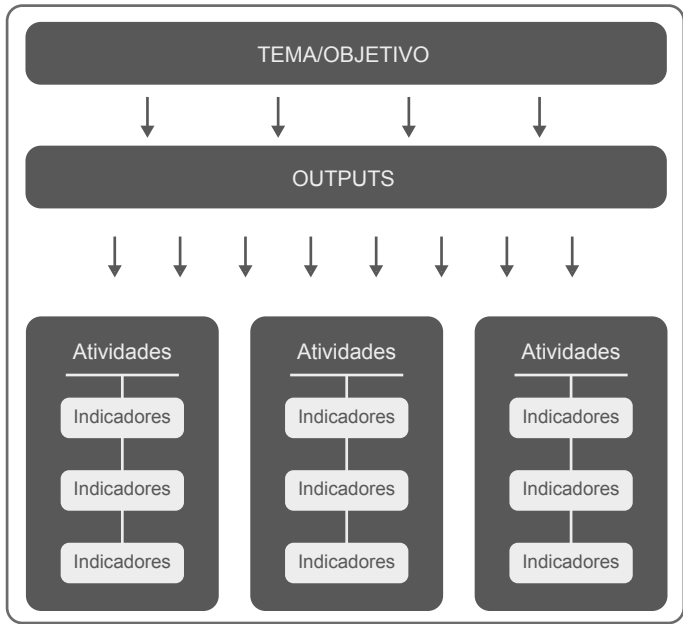 TEMA/OBJETIVO
OUTPUTS
Atividades
Indicadores
Indicadores
Indicadores
Atividades
Indicadores
Indicadores
Indicadores
Atividades
Indicadores
Indicadores
Indicadores